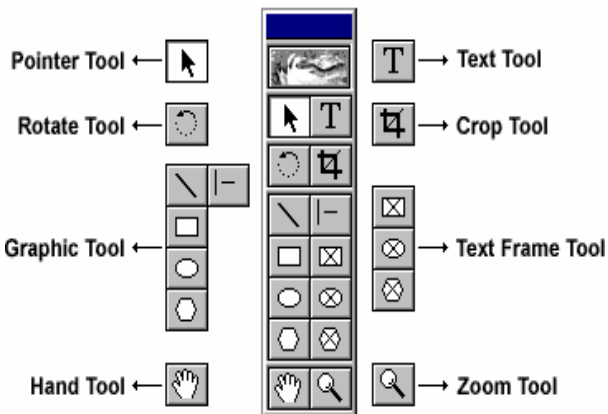 Pointer Tool
T
T
Text Tool
Rotate Tool
Crop Tool
Graphic Tool
Text Frame Tool
Hand Tool
Zoom Tool